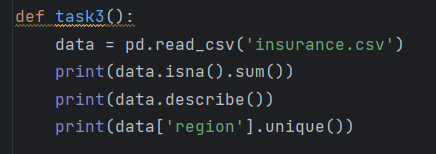 def task3():
    data = pd.read_csv('insurance.csv')
    print(data.isna().sum())
    print(data.describe())
    print(data['region'].unique())